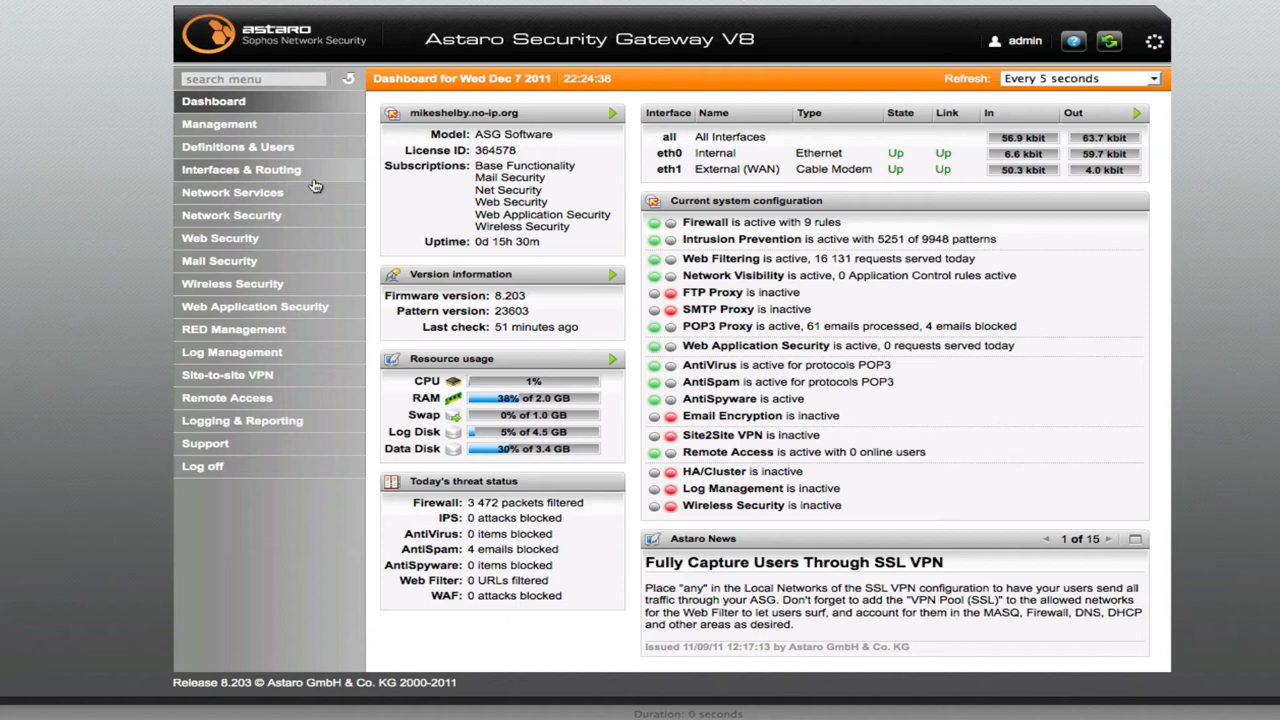 astaro
Sophos Network Security
Astaro Security Gateway V8
admin
search menu
Dashboard for Wed Dec 7 2011 22:24:38
Refresh: Every 5 seconds
Dashboard
Management
Definitions & Users
Interfaces & Routing
Network Services
Network Security
Web Security
Mail Security
Wireless Security
Web Application Security
RED Management
Log Management
Site-to-site VPN
Remote Access
Logging & Reporting
Support
Log off
mikeshelby.no-ip.org
Model: ASG Software
License ID: 364578
Subscriptions: Base Functionality
Mail Security
Net Security
Web Security
Web Application Security
Wireless Security
Uptime: 0d 15h 30m
Version information
Firmware version: 8.203
Pattern version: 23603
Last check: 51 minutes ago
Resource usage
CPU 1%
RAM 38% of 2.0 GB
Swap 0% of 1.0 GB
Log Disk 5% of 4.5 GB
Data Disk 30% of 3.4 GB
Today's threat status
Firewall: 3 472 packets filtered
IPS: 0 attacks blocked
AntiVirus: 0 items blocked
AntiSpam: 4 emails blocked
AntiSpyware: 0 items blocked
Web Filter: 0 URLs filtered
WAF: 0 attacks blocked
Interface Name Type State Link In Out
all All Interfaces 56.9 kbit 63.7 kbit
eth0 Internal Ethernet Up Up 6.6 kbit 59.7 kbit
eth1 External (WAN) Cable Modem Up Up 50.3 kbit 4.0 kbit
Current system configuration
Firewall is active with 9 rules
Intrusion Prevention is active with 5251 of 9948 patterns
Web Filtering is active, 16 131 requests served today
Network Visibility is active, 0 Application Control rules active
FTP Proxy is inactive
SMTP Proxy is inactive
POP3 Proxy is active, 61 emails processed, 4 emails blocked
Web Application Security is active, 0 requests served today
AntiVirus is active for protocols POP3
AntiSpam is active for protocols POP3
AntiSpyware is active
Email Encryption is inactive
Site2Site VPN is inactive
Remote Access is active with 0 online users
HA/Cluster is inactive
Log Management is inactive
Wireless Security is inactive
Astaro News 1 of 15
Fully Capture Users Through SSL VPN
Place "any" in the Local Networks of the SSL VPN configuration to have your users send all
traffic through your ASG. Don't forget to add the "VPN Pool (SSL)" to the allowed networks
for the Web Filter to let users surf, and account for them in the MASQ, Firewall, DNS, DHCP
and other areas as desired.
Issued 11/09/11 12:17:13 by Astaro GmbH & Co. KG
Release 8.203 © Astaro GmbH & Co. KG 2000-2011
Duration: 0 seconds